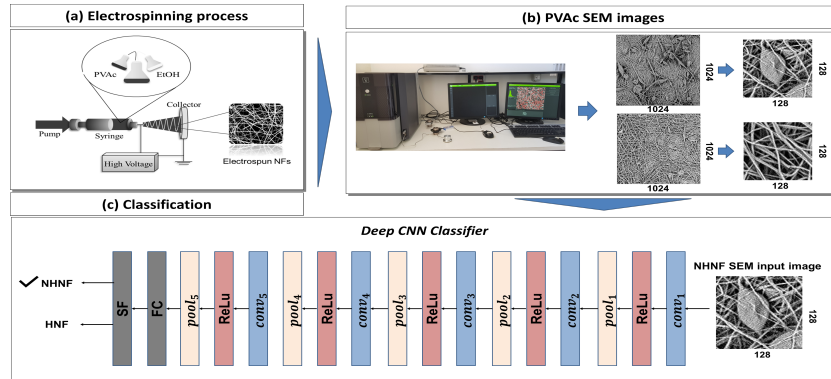 (a) Electrospinning process
PVAc
EtOH
Collector
Pump
Syringe
High Voltage
Electrospun NFs
(b) PVAc SEM images
1024
1024
128
128
1024
1024
128
128
(c) Classification
Deep CNN Classifier
NHNF SEM input image
128
128
conv1
ReLu
pool1
conv2
ReLu
pool2
conv3
ReLu
pool3
conv4
ReLu
pool4
conv5
ReLu
pool5
FC
SF
NHNF
HNF